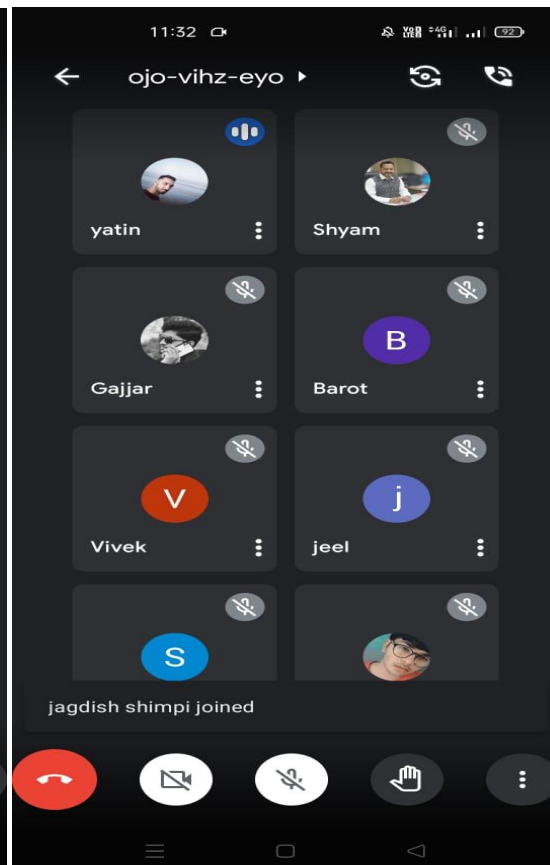 11:32 92
ojo-vihz-eyo
yatin Shyam
B
Gajjar Barot
V j
Vivek jeel
S
jagdish shimpi joined